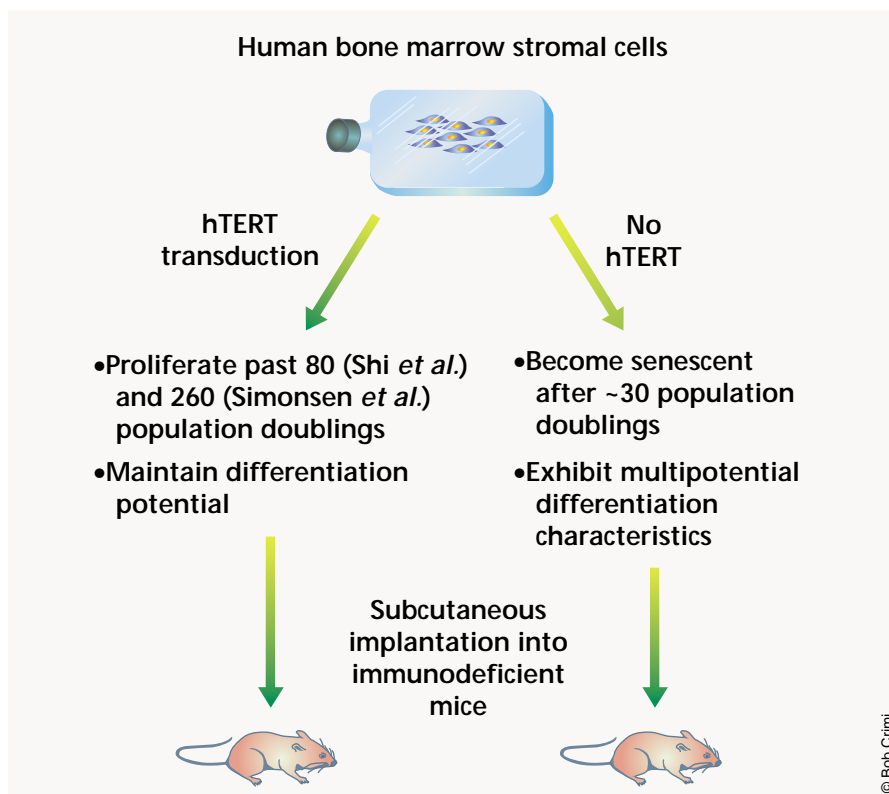 Human bone marrow stromal cells
hTERT
transduction
No
hTERT
•Proliferate past 80 (Shi et al.)
and 260 (Simonsen et al.)
population doublings
•Maintain differentiation
potential
•Become senescent
after ~30 population
doublings
•Exhibit multipotential
differentiation
characteristics
Subcutaneous
implantation into
immunodeficient
mice
© Bob Crimi